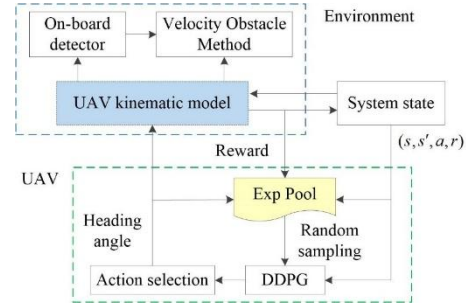 Environment
On-board
detector
Velocity Obstacle
Method
UAV kinematic model
System state
(s, s′, a, r)
Reward
UAV
Exp Pool
Heading
angle
Random
sampling
Action selection
DDPG